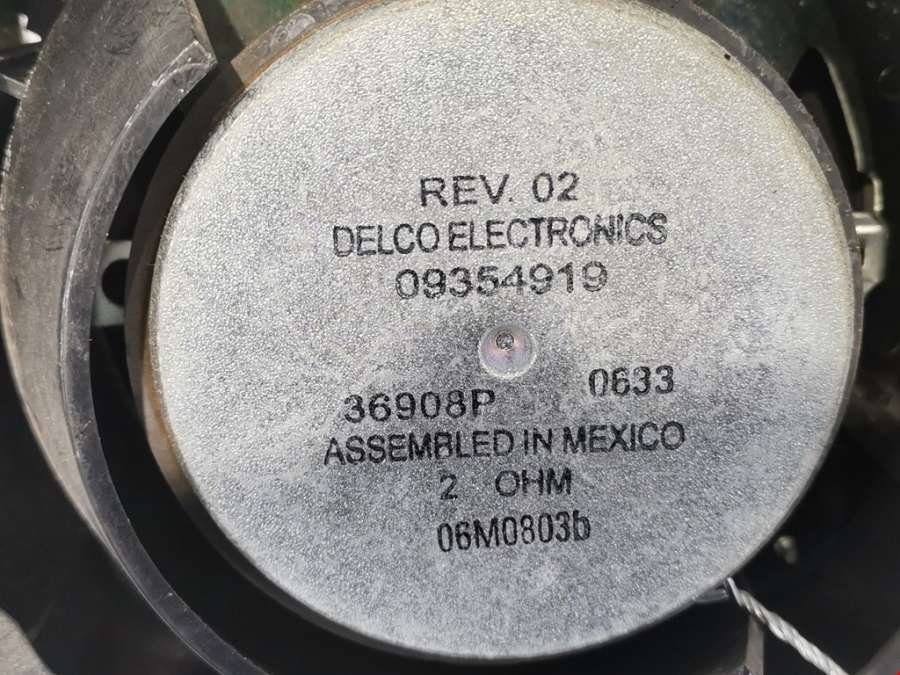 REV. 02
DELCO ELECTRONICS
09354919
36908P 0633
ASSEMBLED IN MEXICO
2 OHM
06M0803b